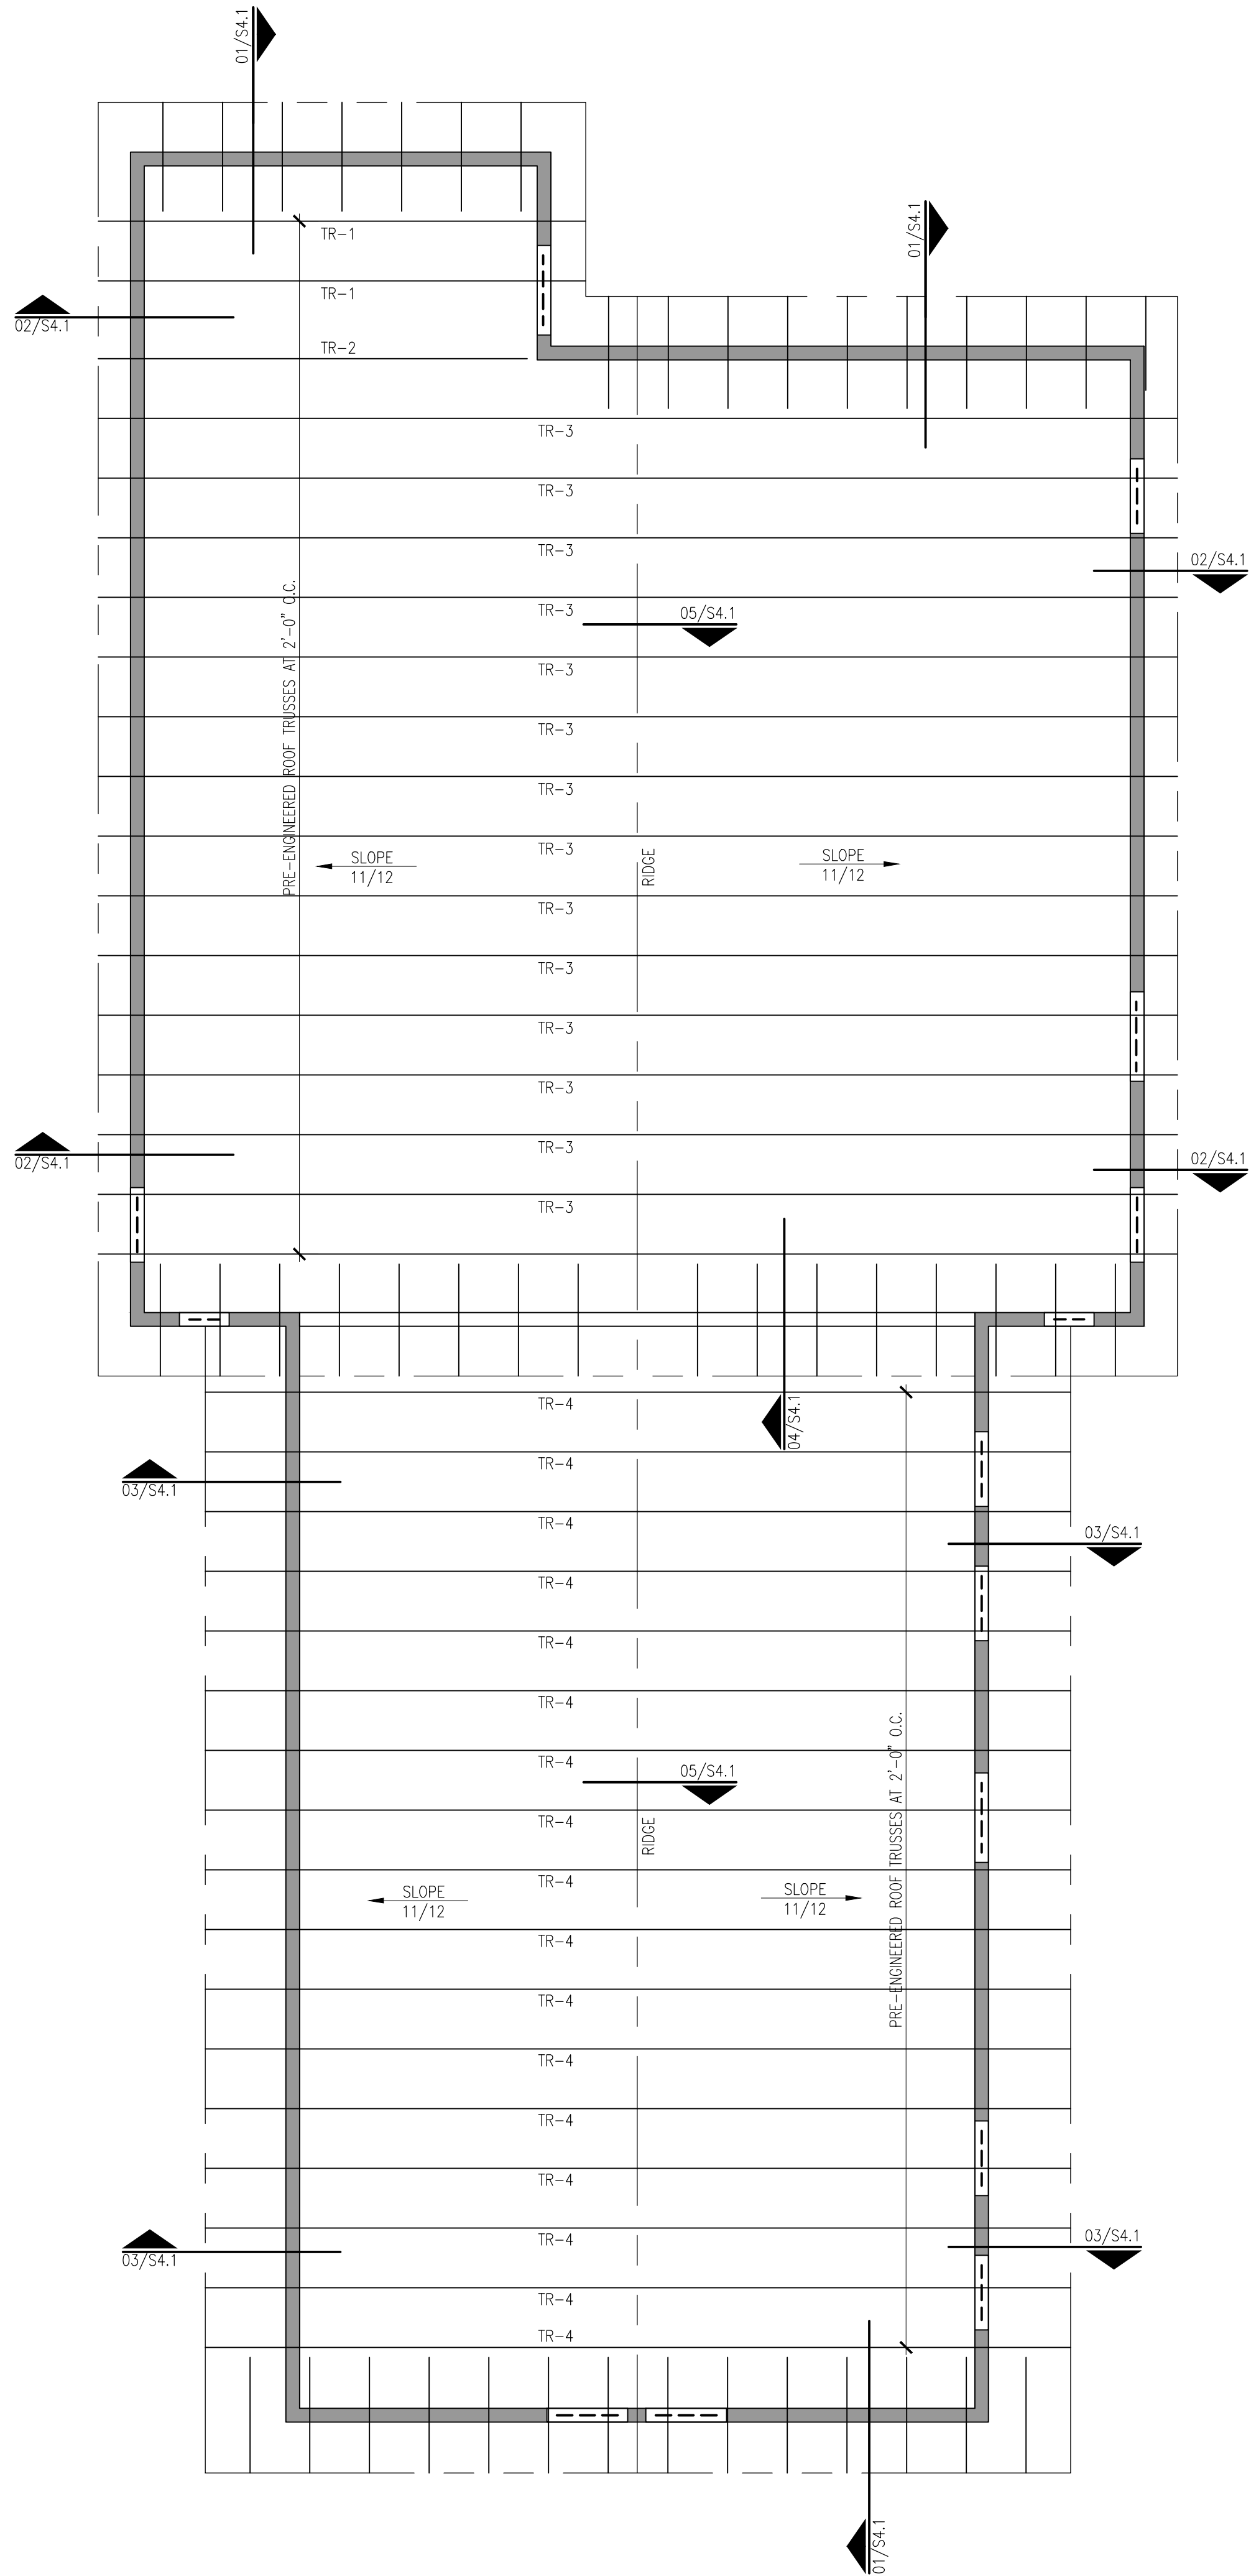 01/S4.1
01/S4.1
TR-1
TR-1
02/S4.1
TR-2
TR-3
TR-3
TR-3
02/S4.1
PRE-ENGINEERED ROOF TRUSSES AT 2'-0" O.C.
TR-3
05/S4.1
TR-3
TR-3
TR-3
TR-3
SLOPE
11/12
RIDGE
SLOPE
11/12
TR-3
TR-3
TR-3
TR-3
TR-3
02/S4.1
02/S4.1
TR-3
TR-4
04/S4.1
TR-4
03/S4.1
TR-4
03/S4.1
TR-4
TR-4
TR-4
PRE-ENGINEERED ROOF TRUSSES AT 2'-0" O.C.
TR-4
05/S4.1
TR-4
RIDGE
TR-4
SLOPE
11/12
SLOPE
11/12
TR-4
TR-4
TR-4
TR-4
TR-4
TR-4
03/S4.1
03/S4.1
TR-4
TR-4
01/S4.1